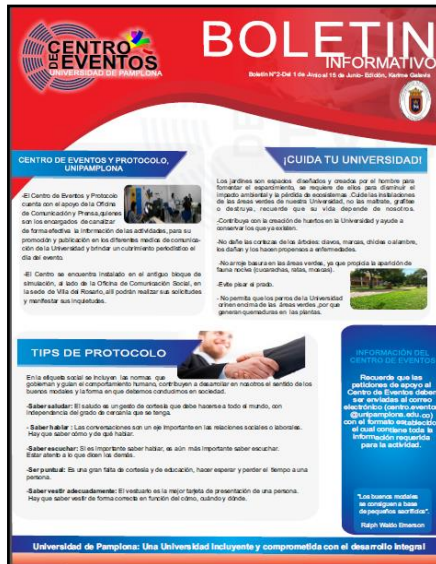 CENTRO
DE EVENTOS
UNIVERSIDAD DE PAMPLONA
BOLETIN
INFORMATIVO
Boletín N°2-Del 1 de Junio al 15 de Junio- Edición, Karime Galavis
CENTRO DE EVENTOS Y PROTOCOLO,
UNIPAMPLONA
-El Centro de Eventos y Protocolo
cuenta con el apoyo de la Oficina
de Comunicación y Prensa,quienes
son los encargados de canalizar
de forma efectiva la información de las actividades, para su
promoción y publicación en los diferentes medios de comunica-
ción de la Universidad y brindar un cubrimiento periodístico el
día del evento.
-El Centro se encuentra instalado en el antiguo bloque de
simulación, al lado de la Oficina de Comunicación Social, en
la sede de Villa del Rosario, allí podrán realizar sus solicitudes
y manifestar sus inquietudes.
¡CUIDA TU UNIVERSIDAD!
Los jardines son espacios diseñados y creados por el hombre para
fomentar el esparcimiento, se requiere de ellos para disminuir el
impacto ambiental y la pérdida de ecosistemas. Cuide las instalaciones
de las áreas verdes de nuestra Universidad, no las maltrate, grafitee
o destruya, recuerde que su vida depende de nosotros.
-Contribuya con la creación de huertos en la Universidad y ayude a
conservar los que ya existen.
-No dañe las cortezas de los árboles: clavos, marcas, chicles o alambre,
los dañan y los hacen propensos a enfermedades.
-No arroje basura en las áreas verdes, ya que propicia la aparición de
fauna nociva (cucarachas, ratas, moscas).
-Evite pisar el prado.
- No permita que los perros de la Universidad
orinen encima de las áreas verdes, por que
generan quemaduras en las plantas.
TIPS DE PROTOCOLO
En la etiqueta social se incluyen las normas que
gobiernan y guían el comportamiento humano, contribuyen a desarrollar en nosotros el sentido de los
buenos modales y la forma en que debemos conducirnos en sociedad.
-Saber saludar: El saludo es un gesto de cortesía que debe hacerse a todo el mundo, con
independencia del grado de cercanía que se tenga.
- Saber hablar : Las conversaciones son un eje importante en las relaciones sociales o laborales.
Hay que saber cómo y de qué hablar.
-Saber escuchar: Si es importante saber hablar, es aún más importante saber escuchar.
Estar atento a lo que dicen los demás.
-Ser puntual: Es una gran falta de cortesía y de educación, hacer esperar y perder el tiempo a una
persona.
-Saber vestir adecuadamente: El vestuario es la mejor tarjeta de presentación de una persona.
Hay que saber vestir de forma correcta en función del cómo, cuándo y dónde.
INFORMACIÓN DEL
CENTRO DE EVENTOS
Recuerda que las
peticiones de apoyo al
Centro de Eventos deben
ser enviadas al correo
electrónico (centro.eventos
@unipamplona.edu.co)
con el formato establecido
el cual contiene toda la
información requerida
para la actividad.
"Los buenos modales
se consiguen a base
de pequeños sacrificios".
Ralph Waldo Emerson
Universidad de Pamplona: Una Universidad incluyente y comprometida con el desarrollo integral